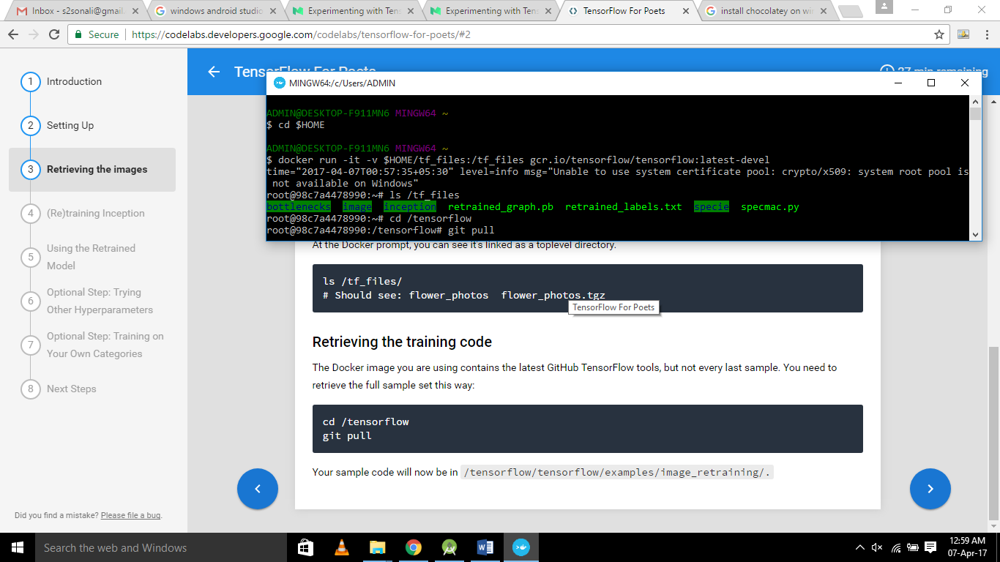 Inbox - s2sonali@gmail.
windows android studio
Experimenting with Ten
Experimenting with Ten
TensorFlow For Poets
install chocolatey on wi
Secure
https://codelabs.developers.google.com/codelabs/tensorflow-for-poets/#2
1 Introduction
2 Setting Up
3 Retrieving the images
4 (Re)training Inception
5 Using the Retrained
Model
6 Optional Step: Trying
Other Hyperparameters
7 Optional Step: Training on
Your Own Categories
8 Next Steps
Did you find a mistake? Please file a bug.
TensorFlow For Poets
27 min remaining
MINGW64:/c/Users/ADMIN
ADMIN@DESKTOP-F911MN6 MINGW64 ~
$ cd $HOME
ADMIN@DESKTOP-F911MN6 MINGW64 ~
$ docker run -it -v $HOME/tf_files:/tf_files gcr.io/tensorflow/tensorflow:latest-devel
time="2017-04-07T00:57:35+05:30" level=info msg="Unable to use system certificate pool: crypto/x509: system root pool is
not available on Windows"
root@98c7a4478990:~# ls /tf_files
bottlenecks image inception retrained_graph.pb retrained_labels.txt specie specmac.py
root@98c7a4478990:~# cd /tensorflow
root@98c7a4478990:/tensorflow# git pull
At the Docker prompt, you can see it's linked as a toplevel directory.
ls /tf_files/
# Should see: flower_photos flower_photos.tgz
TensorFlow For Poets
Retrieving the training code
The Docker image you are using contains the latest GitHub TensorFlow tools, but not every last sample. You need to
retrieve the full sample set this way:
cd /tensorflow
git pull
Your sample code will now be in /tensorflow/tensorflow/examples/image_retraining/.
Search the web and Windows
12:59 AM
07-Apr-17